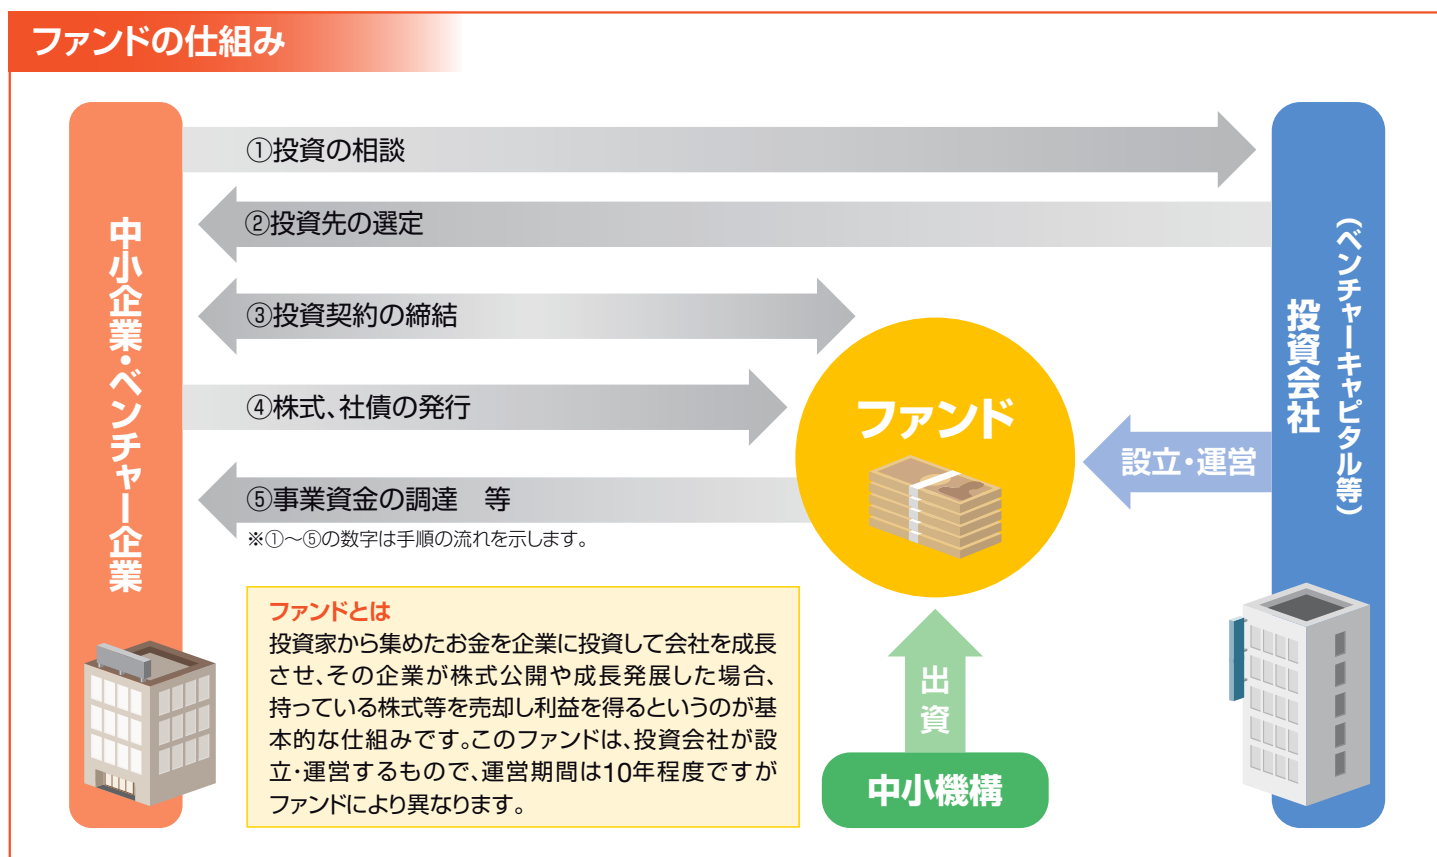 ファンドの仕組み
中小企業・ベンチャー企業
①投資の相談
②投資先の選定
③投資契約の締結
④株式、社債の発行
⑤事業資金の調達　等
※①～⑤の数字は手順の流れを示します。
ファンド
設立・運営
投資会社
（ベンチャーキャピタル等）
出資
中小機構
ファンドとは
投資家から集めたお金を企業に投資して会社を成長
させ、その企業が株式公開や成長発展した場合、
持っている株式等を売却し利益を得るというのが基
本的な仕組みです。このファンドは、投資会社が設
立・運営するもので、運営期間は10年程度ですが
ファンドにより異なります。